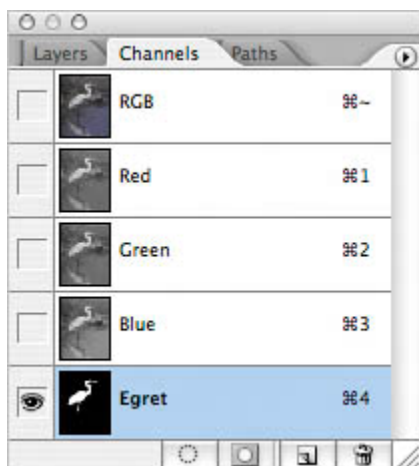 Layers Channels Paths
RGB ⌘~
Red ⌘1
Green ⌘2
Blue ⌘3
Egret ⌘4